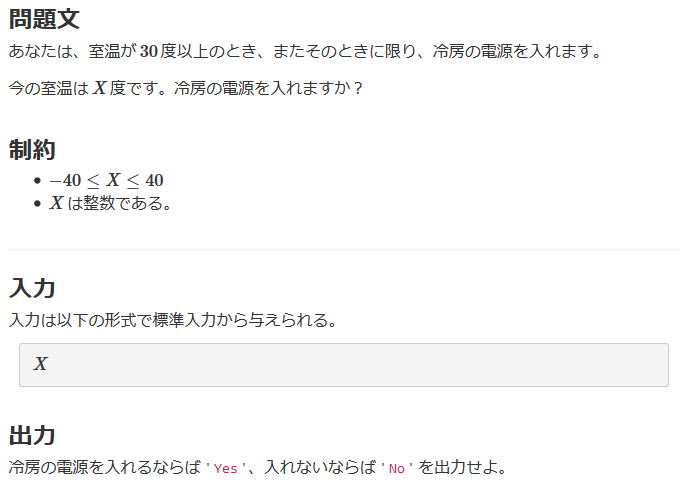 問題文
あなたは、室温が 30 度以上のとき、またそのときに限り、冷房の電源を入れます。
今の室温は X 度です。冷房の電源を入れますか？
制約
• −40 ≤ X ≤ 40
• X は整数である。
入力
入力は以下の形式で標準入力から与えられる。
X
出力
冷房の電源を入れるならば 'Yes'、入れないならば 'No' を出力せよ。